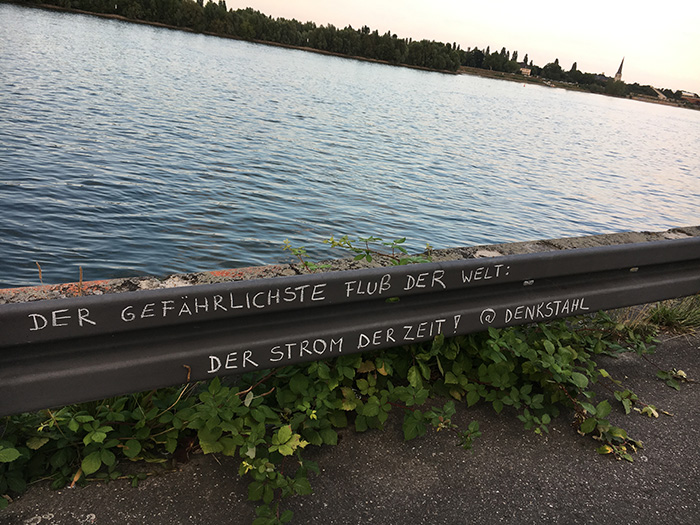 DER GEFÄHRLICHSTE FLUß DER WELT:
DER STROM DER ZEIT! @ DENKSTAHL